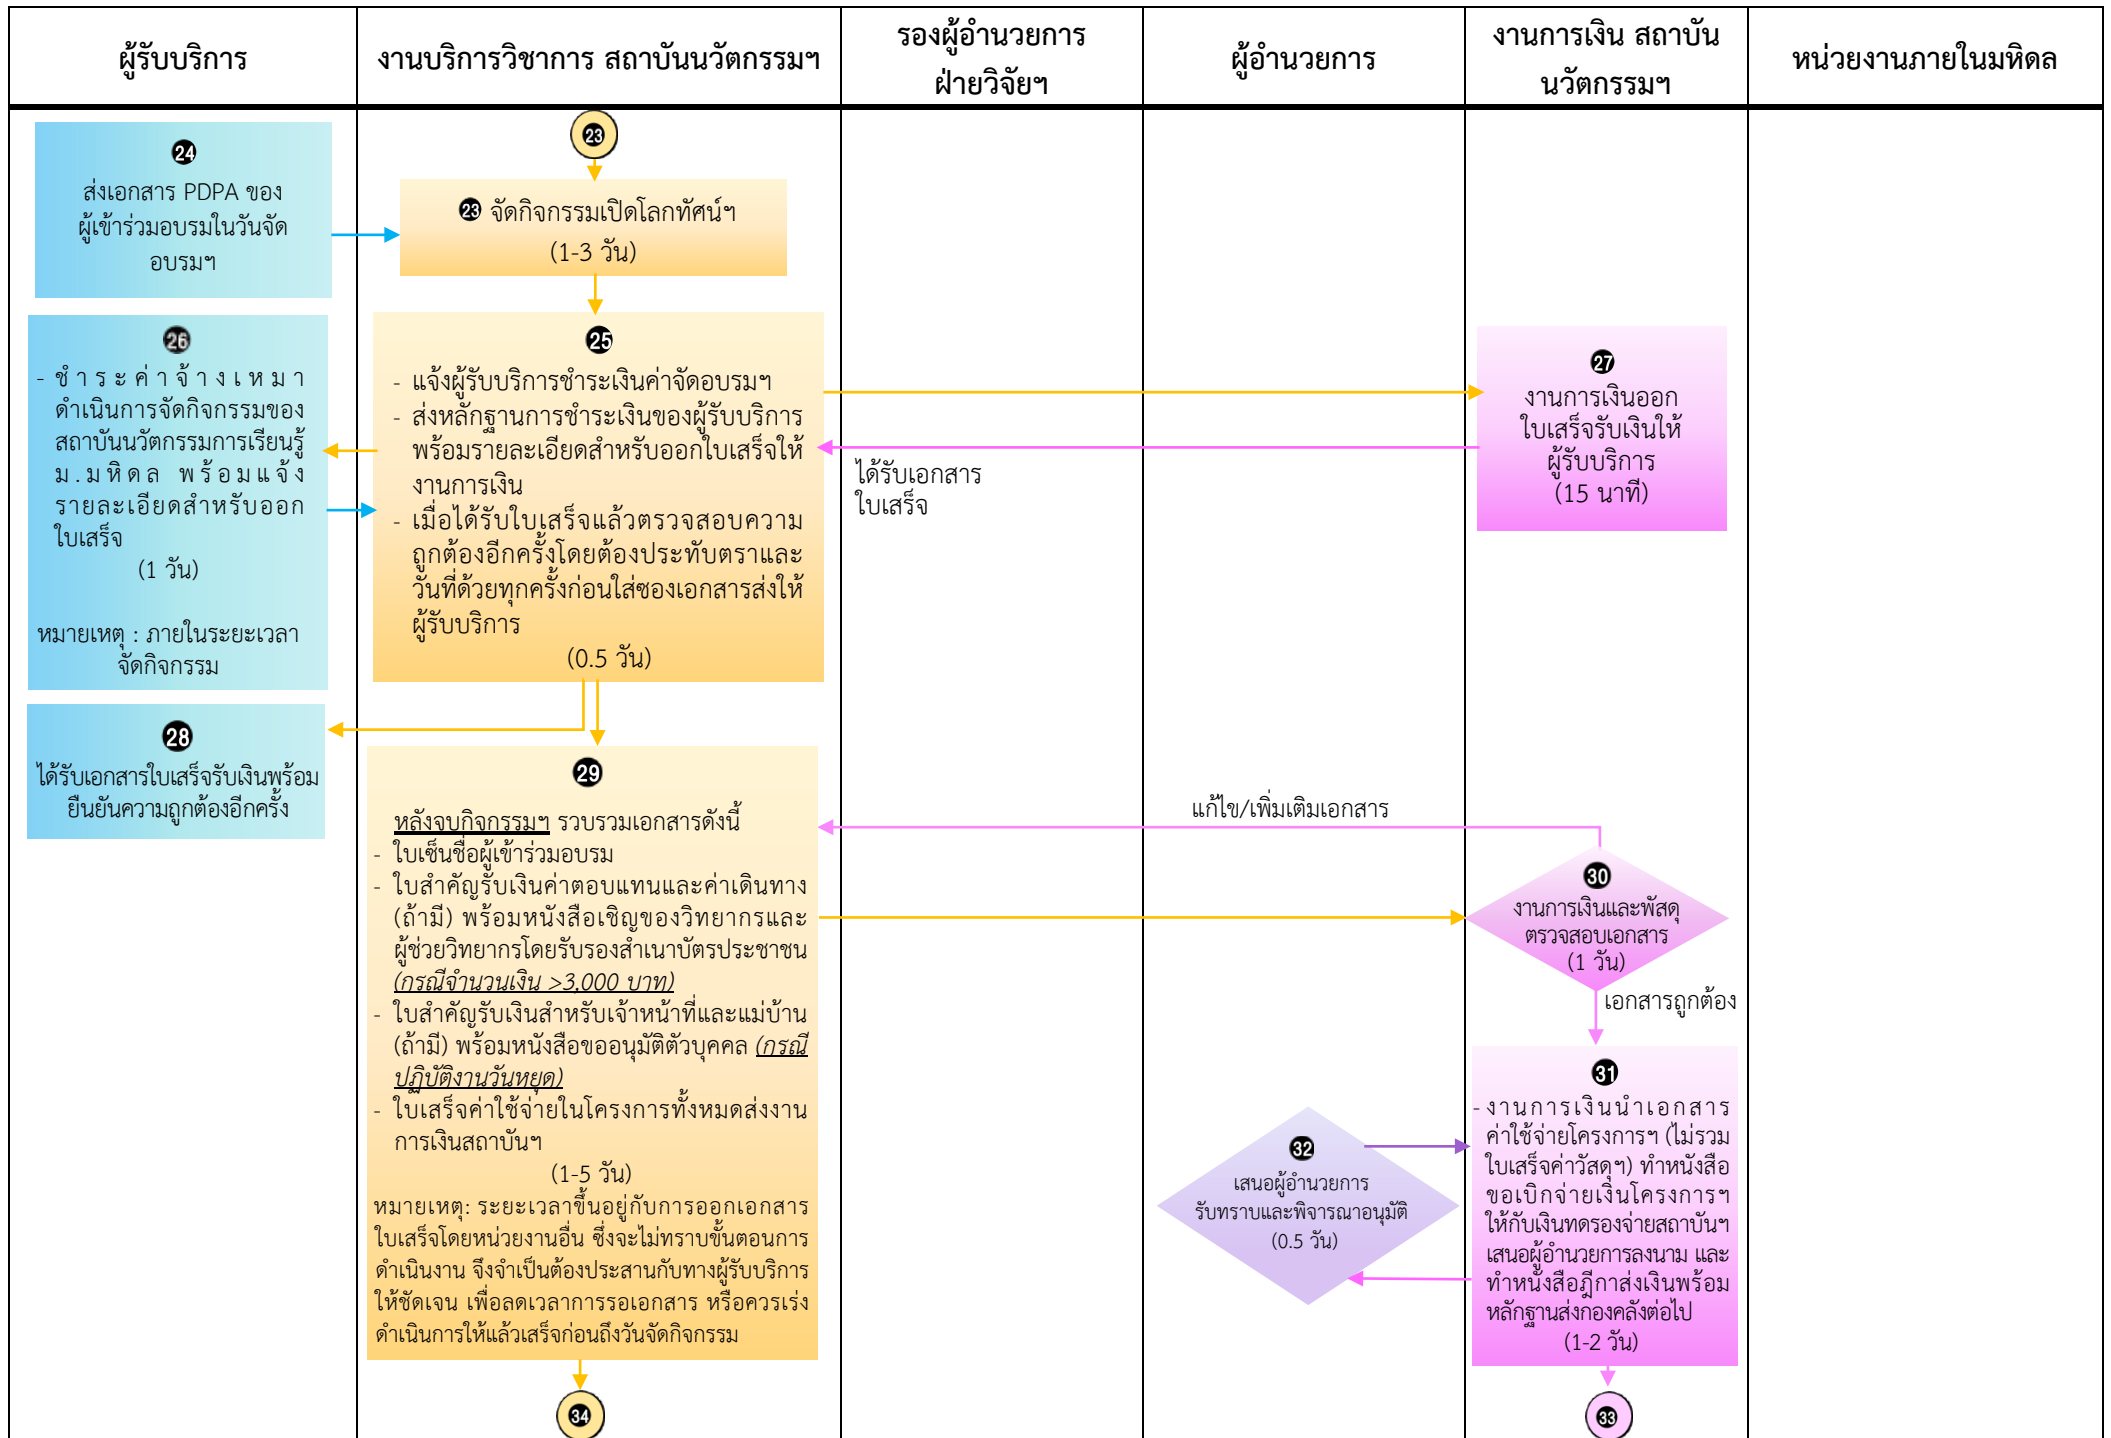 ผู้รับบริการ
งานบริการวิชาการ สถาบันนวัตกรรมฯ
รองผู้อำนวยการ
ฝ่ายวิจัยฯ
ผู้อำนวยการ
งานการเงิน สถาบัน
นวัตกรรมฯ
หน่วยงานภายในมหิดล
23
24
ส่งเอกสาร PDPA ของ
ผู้เข้าร่วมอบรมในวันจัด
อบรมฯ
23 จัดกิจกรรมเปิดโลกทัศน์ฯ
(1-3 วัน)
26
- ชำระค่าจ้างเหมา
ดำเนินการจัดกิจกรรมของ
สถาบันนวัตกรรมการเรียนรู้
ม.มหิดล พร้อมแจ้ง
รายละเอียดสำหรับออก
ใบเสร็จ
(1 วัน)
หมายเหตุ : ภายในระยะเวลา
จัดกิจกรรม
25
- แจ้งผู้รับบริการชำระเงินค่าจัดอบรมฯ
- ส่งหลักฐานการชำระเงินของผู้รับบริการ
พร้อมรายละเอียดสำหรับออกใบเสร็จให้
งานการเงิน
- เมื่อได้รับใบเสร็จแล้วตรวจสอบความ
ถูกต้องอีกครั้งโดยต้องประทับตราและ
วันที่ด้วยทุกครั้งก่อนใส่ซองเอกสารส่งให้
ผู้รับบริการ
(0.5 วัน)
ได้รับเอกสาร
ใบเสร็จ
27
งานการเงินออก
ใบเสร็จรับเงินให้
ผู้รับบริการ
(15 นาที)
28
ได้รับเอกสารใบเสร็จรับเงินพร้อม
ยืนยันความถูกต้องอีกครั้ง
29
หลังจบกิจกรรมฯ รวบรวมเอกสารดังนี้
- ใบเซ็นชื่อผู้เข้าร่วมอบรม
- ใบสำคัญรับเงินค่าตอบแทนและค่าเดินทาง
(ถ้ามี) พร้อมหนังสือเชิญของวิทยากรและ
ผู้ช่วยวิทยากรโดยรับรองสำเนาบัตรประชาชน
(กรณีจำนวนเงิน >3,000 บาท)
- ใบสำคัญรับเงินสำหรับเจ้าหน้าที่และแม่บ้าน
(ถ้ามี) พร้อมหนังสือขออนุมัติตัวบุคคล (กรณี
ปฏิบัติงานวันหยุด)
- ใบเสร็จค่าใช้จ่ายในโครงการทั้งหมดส่งงาน
การเงินสถาบันฯ
(1-5 วัน)
หมายเหตุ: ระยะเวลาขึ้นอยู่กับการออกเอกสาร
ใบเสร็จโดยหน่วยงานอื่น ซึ่งจะไม่ทราบขั้นตอนการ
ดำเนินงาน จึงจำเป็นต้องประสานกับทางผู้รับบริการ
ให้ชัดเจน เพื่อลดเวลาการรอเอกสาร หรือควรเร่ง
ดำเนินการให้แล้วเสร็จก่อนถึงวันจัดกิจกรรม
34
แก้ไข/เพิ่มเติมเอกสาร
30
งานการเงินและพัสดุ
ตรวจสอบเอกสาร
(1 วัน)
เอกสารถูกต้อง
32
เสนอผู้อำนวยการ
รับทราบและพิจารณาอนุมัติ
(0.5 วัน)
31
- งานการเงินนำเอกสาร
ค่าใช้จ่ายโครงการฯ (ไม่รวม
ใบเสร็จค่าวัสดุฯ) ทำหนังสือ
ขอเบิกจ่ายเงินโครงการฯ
ให้กับเงินทดรองจ่ายสถาบันฯ
เสนอผู้อำนวยการลงนาม และ
ทำหนังสือฎีกาส่งเงินพร้อม
หลักฐานส่งกองคลังต่อไป
(1-2 วัน)
33